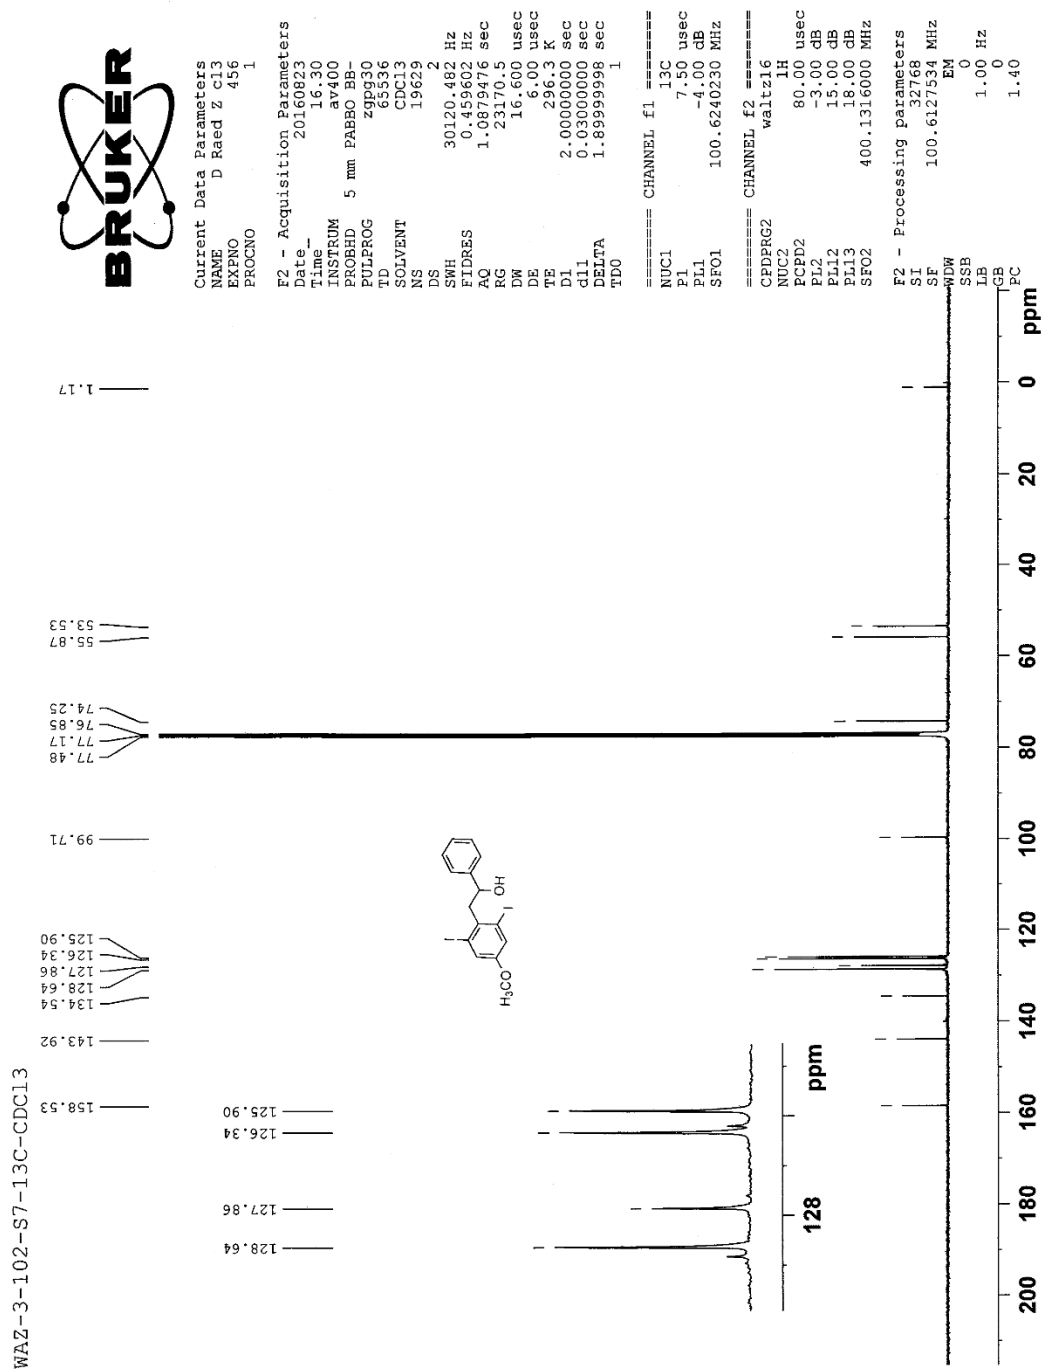 WAZ-3-102-S7-13C-CDCl3
158.53
143.92
134.54
128.64
127.86
126.34
125.90
99.71
77.48
77.17
76.85
74.25
55.87
53.53
1.17
BRUKER
Current Data Parameters
NAME D Raed Z c13
EXPNO 456
PROCNO 1
F2 - Acquisition Parameters
Date_ 20160823
Time 16.30
INSTRUM av400
PROBHD 5 mm PABBO BB-
PULPROG zgpg30
TD 65536
SOLVENT CDCl3
NS 19629
DS 2
SWH 30120.482 Hz
FIDRES 0.459602 Hz
AQ 1.0879476 sec
RG 23170.5
DW 16.600 usec
DE 6.00 usec
TE 296.3 K
D1 2.00000000 sec
d11 0.03000000 sec
DELTA 1.89999998 sec
TD0 1
======== CHANNEL f1 ========
NUC1 13C
P1 7.50 usec
PL1 -4.00 dB
SFO1 100.6240230 MHz
======== CHANNEL f2 ========
CPDPRG2 waltz16
NUC2 1H
PCPD2 80.00 usec
PL2 -3.00 dB
PL12 15.00 dB
PL13 18.00 dB
SFO2 400.1316000 MHz
F2 - Processing parameters
SI 32768
SF 100.6127534 MHz
WDW EM
SSB 0
LB 1.00 Hz
GB 0
PC 1.40
H3CO
I
I
OH
128.64
127.86
126.34
125.90
128 ppm
200 180 160 140 120 100 80 60 40 20 0 ppm